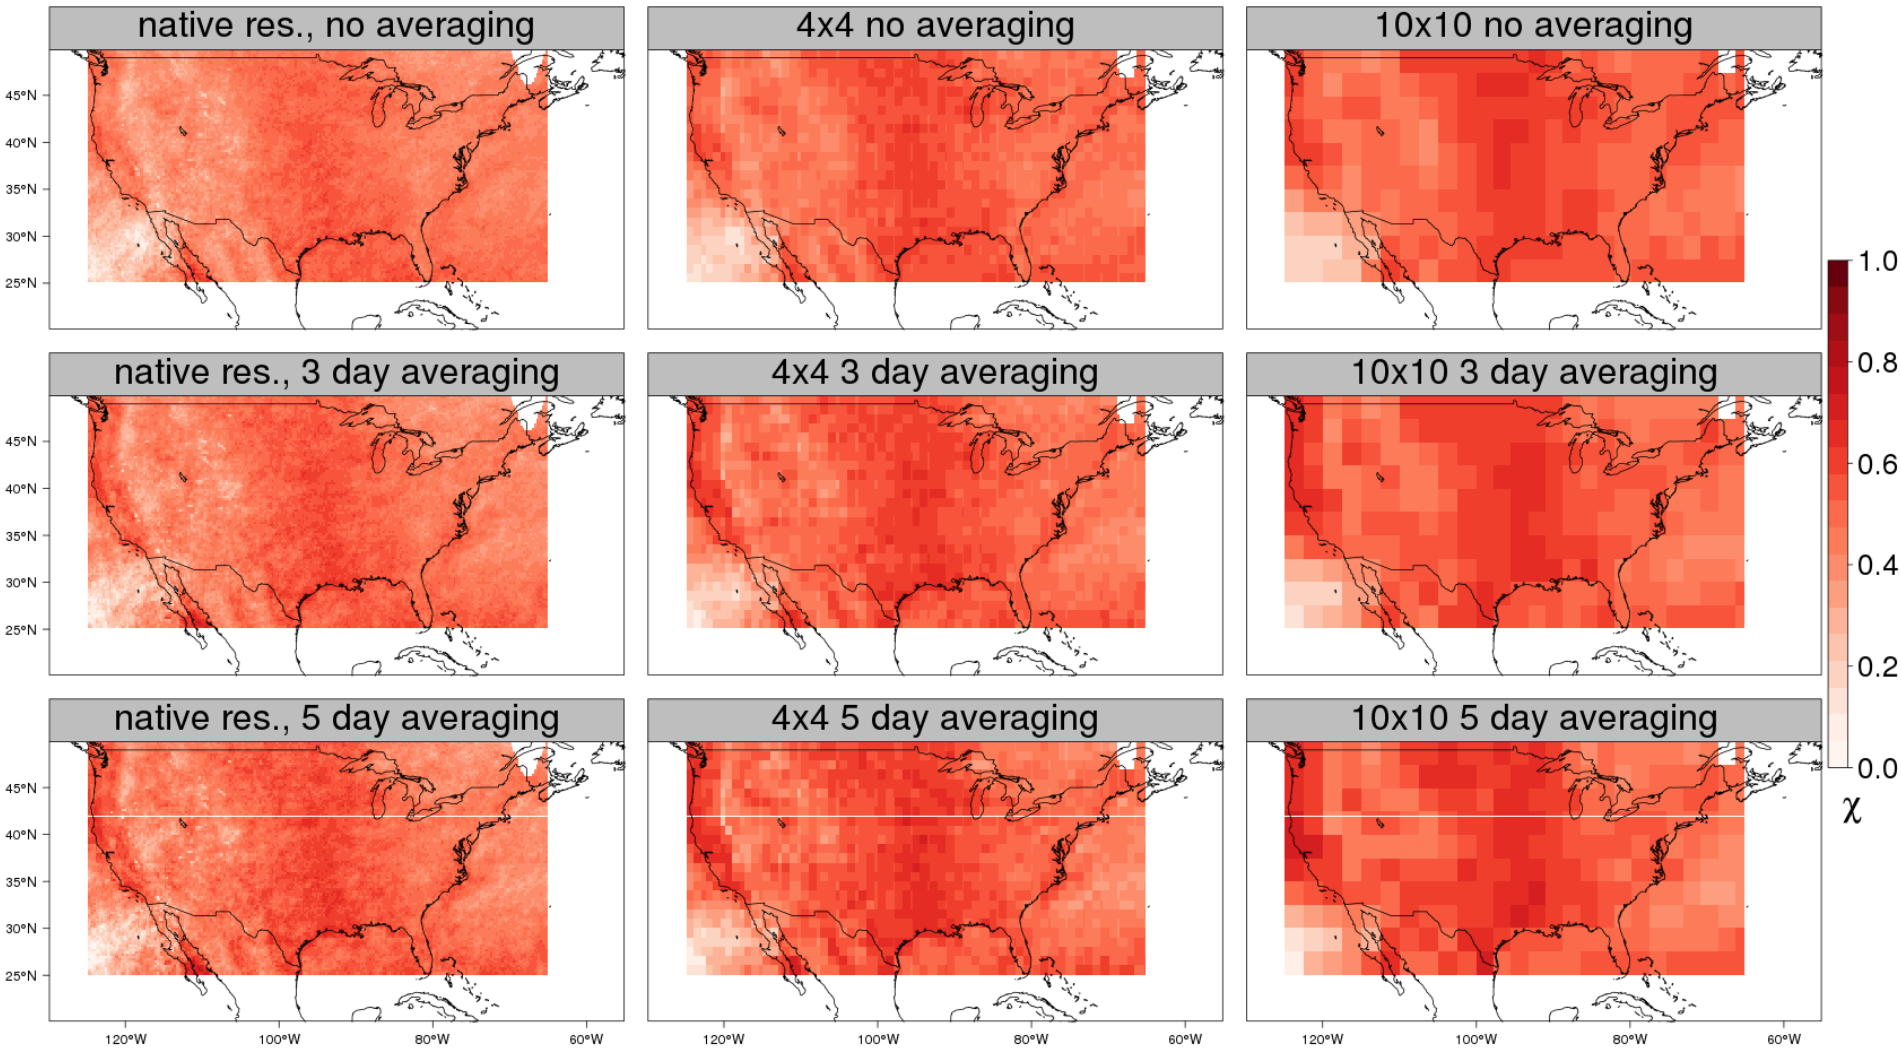 native res., no averaging
4x4 no averaging
10x10 no averaging
45°N
40°N
35°N
30°N
25°N
1.0
0.8
0.6
0.4
0.2
0.0
χ
native res., 3 day averaging
4x4 3 day averaging
10x10 3 day averaging
45°N
40°N
35°N
30°N
25°N
native res., 5 day averaging
4x4 5 day averaging
10x10 5 day averaging
45°N
40°N
35°N
30°N
25°N
120°W 100°W 80°W 60°W
120°W 100°W 80°W 60°W
120°W 100°W 80°W 60°W